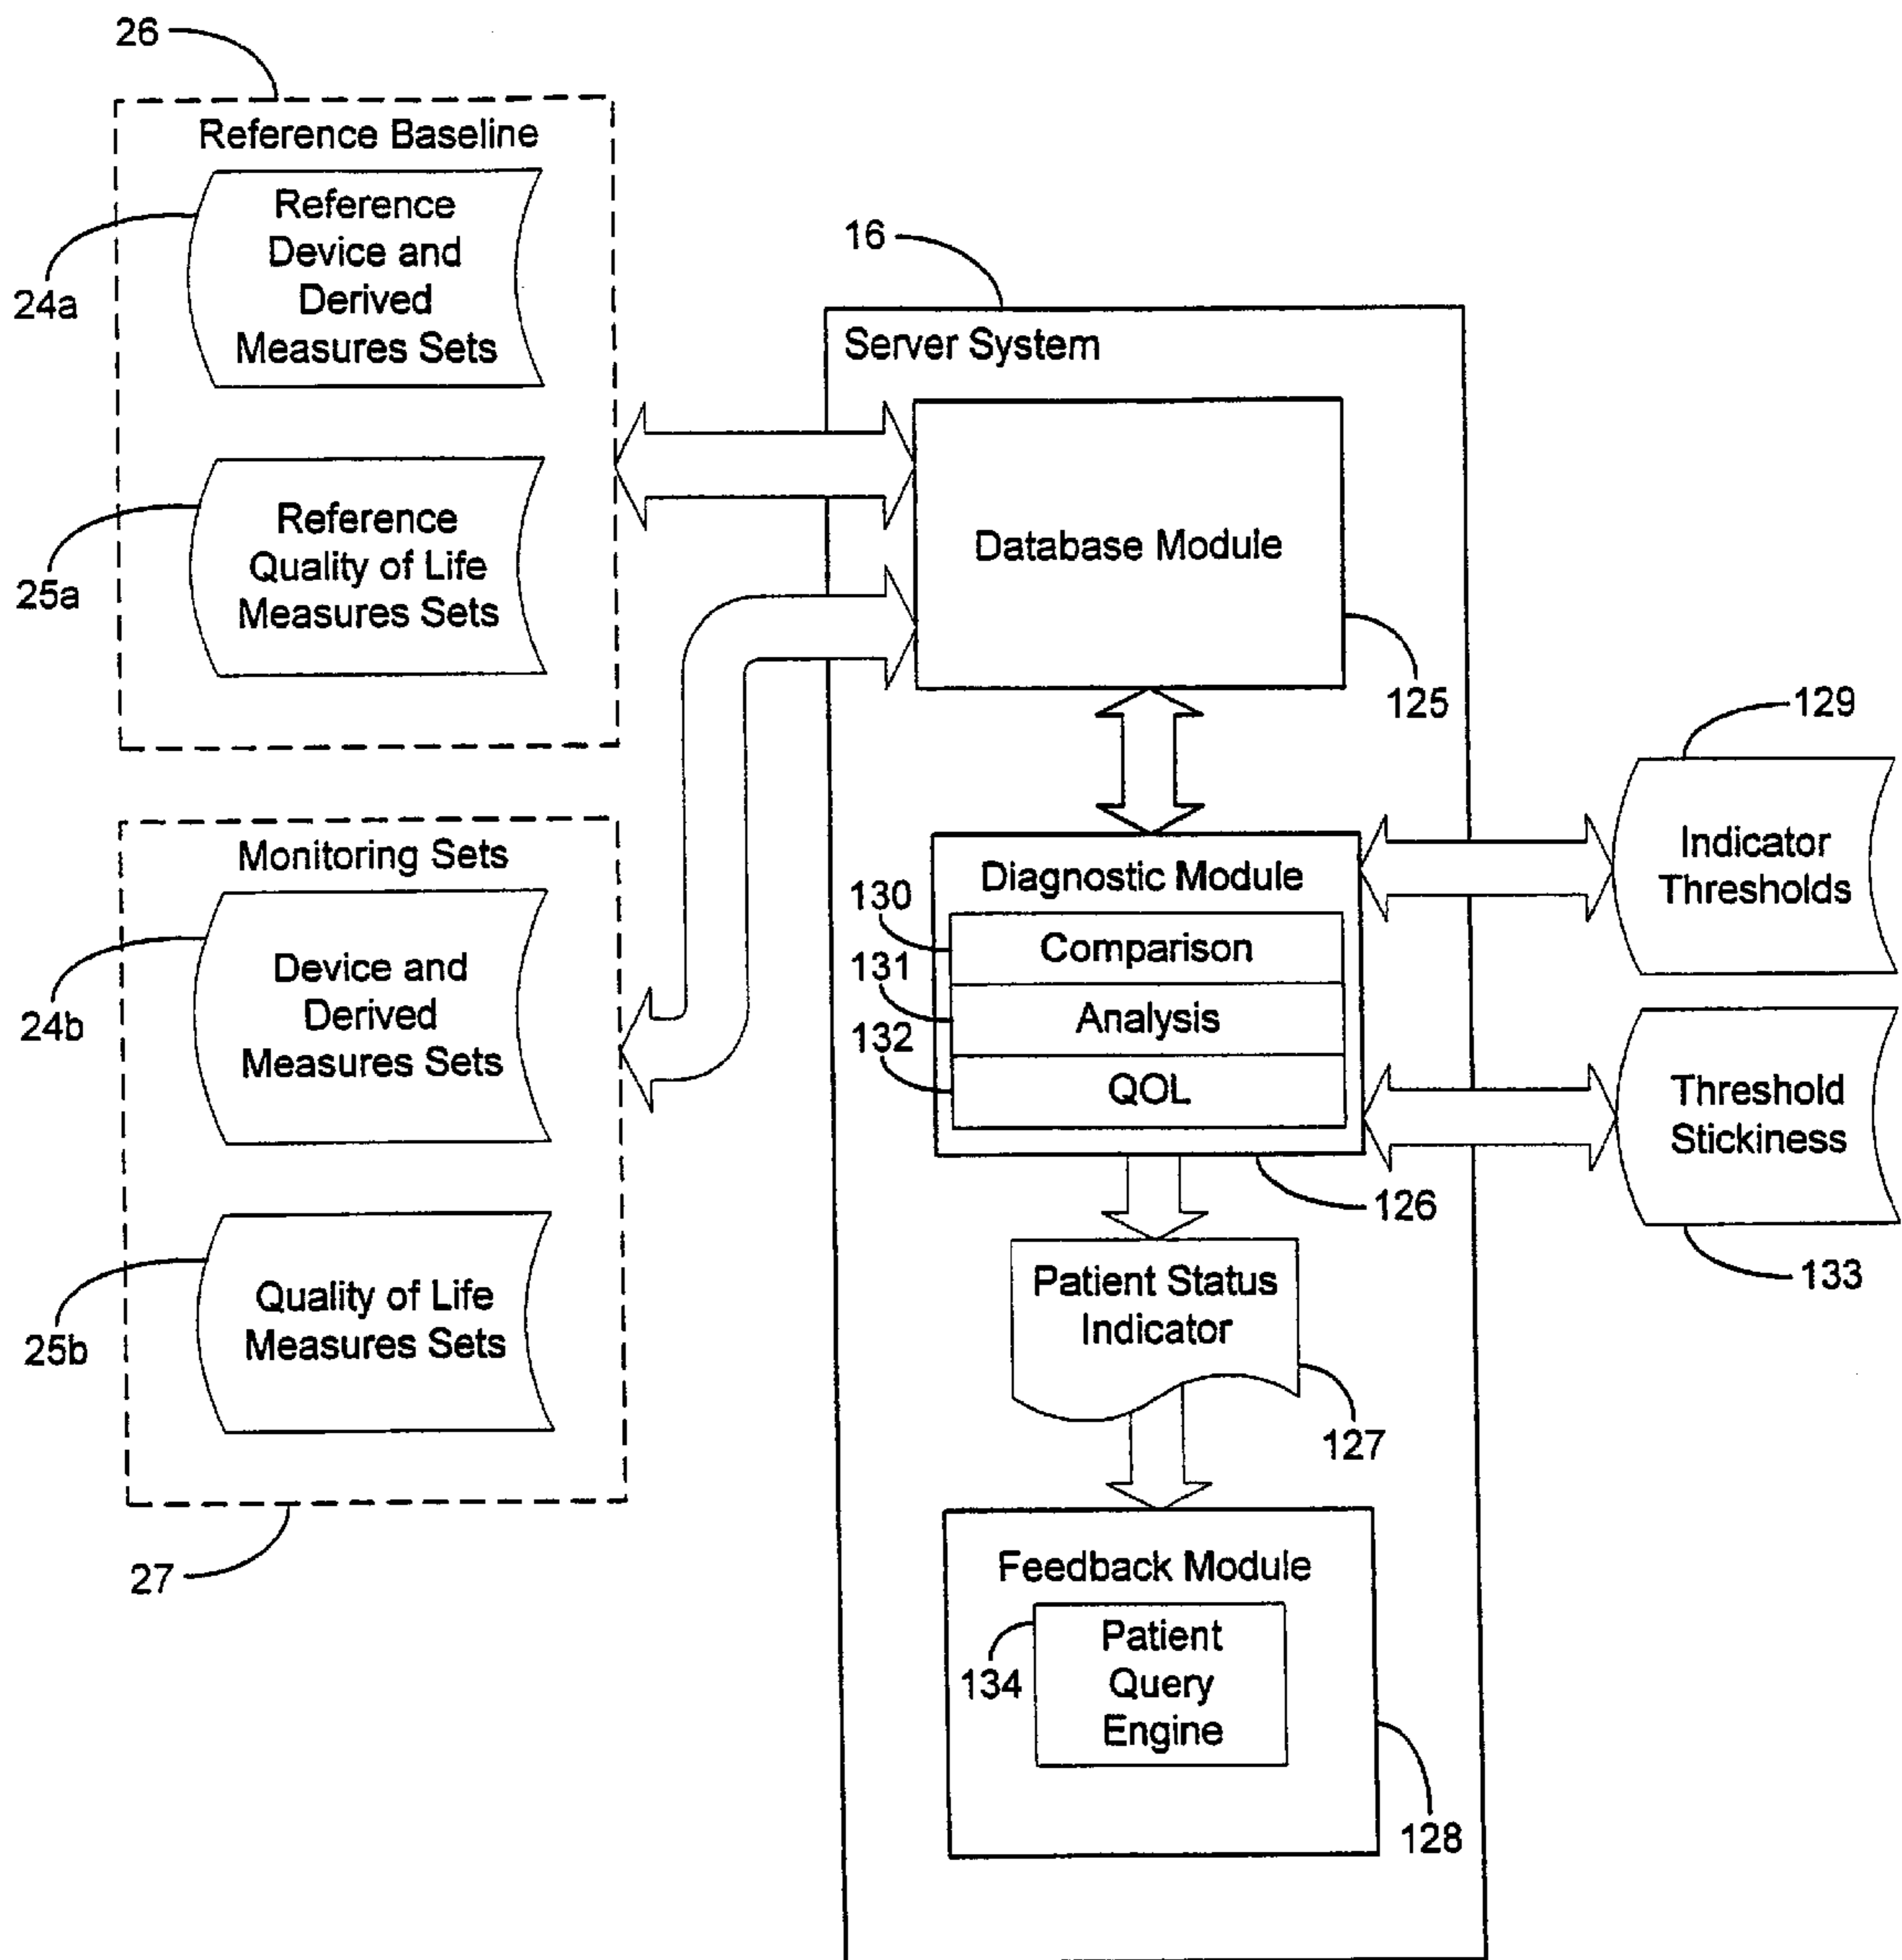 26
Reference Baseline
Reference
Device and
Derived
Measures Sets
24a
Reference
Quality of Life
Measures Sets
25a
Monitoring Sets
Device and
Derived
Measures Sets
24b
Quality of Life
Measures Sets
25b
27
16
Server System
Database Module
125
Diagnostic Module
130
Comparison
131
Analysis
132
QOL
126
129
Indicator
Thresholds
Threshold
Stickiness
133
Patient Status
Indicator
127
Feedback Module
Patient
Query
Engine
134
128